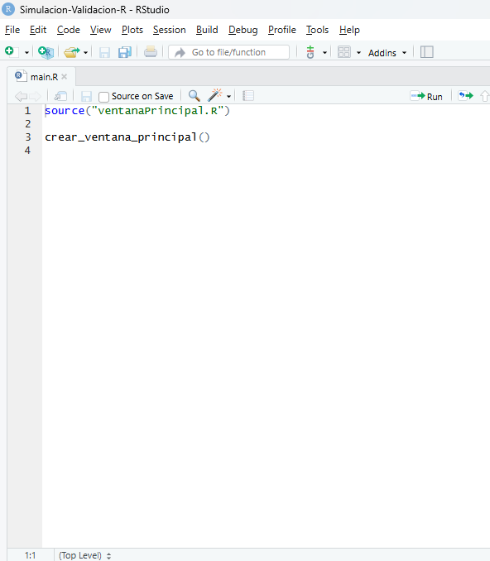 Simulacion-Validacion-R - RStudio
File Edit Code View Plots Session Build Debug Profile Tools Help
Go to file/function Addins
main.R
Source on Save Run
1 source("ventanaPrincipal.R")
2
3 crear_ventana_principal()
4
1:1 (Top Level)